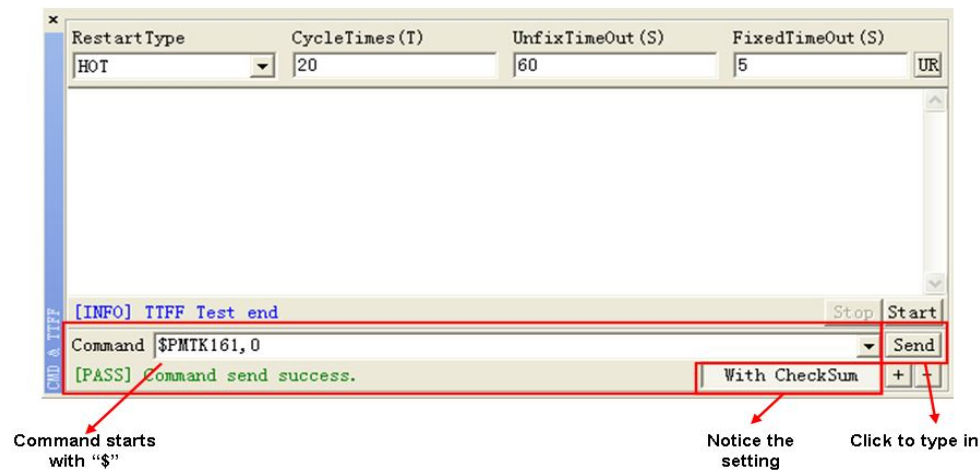 ×
RestartType CycleTimes(T) UnfixTimeOut(S) FixedTimeOut(S)
HOT 20 60 5 UR
[INFO] TTFF Test end Stop Start
CMD & TTFF
Command $PMTK161,0 Send
[PASS] Command send success. With CheckSum + -
Command starts with “$”
Notice the setting
Click to type in